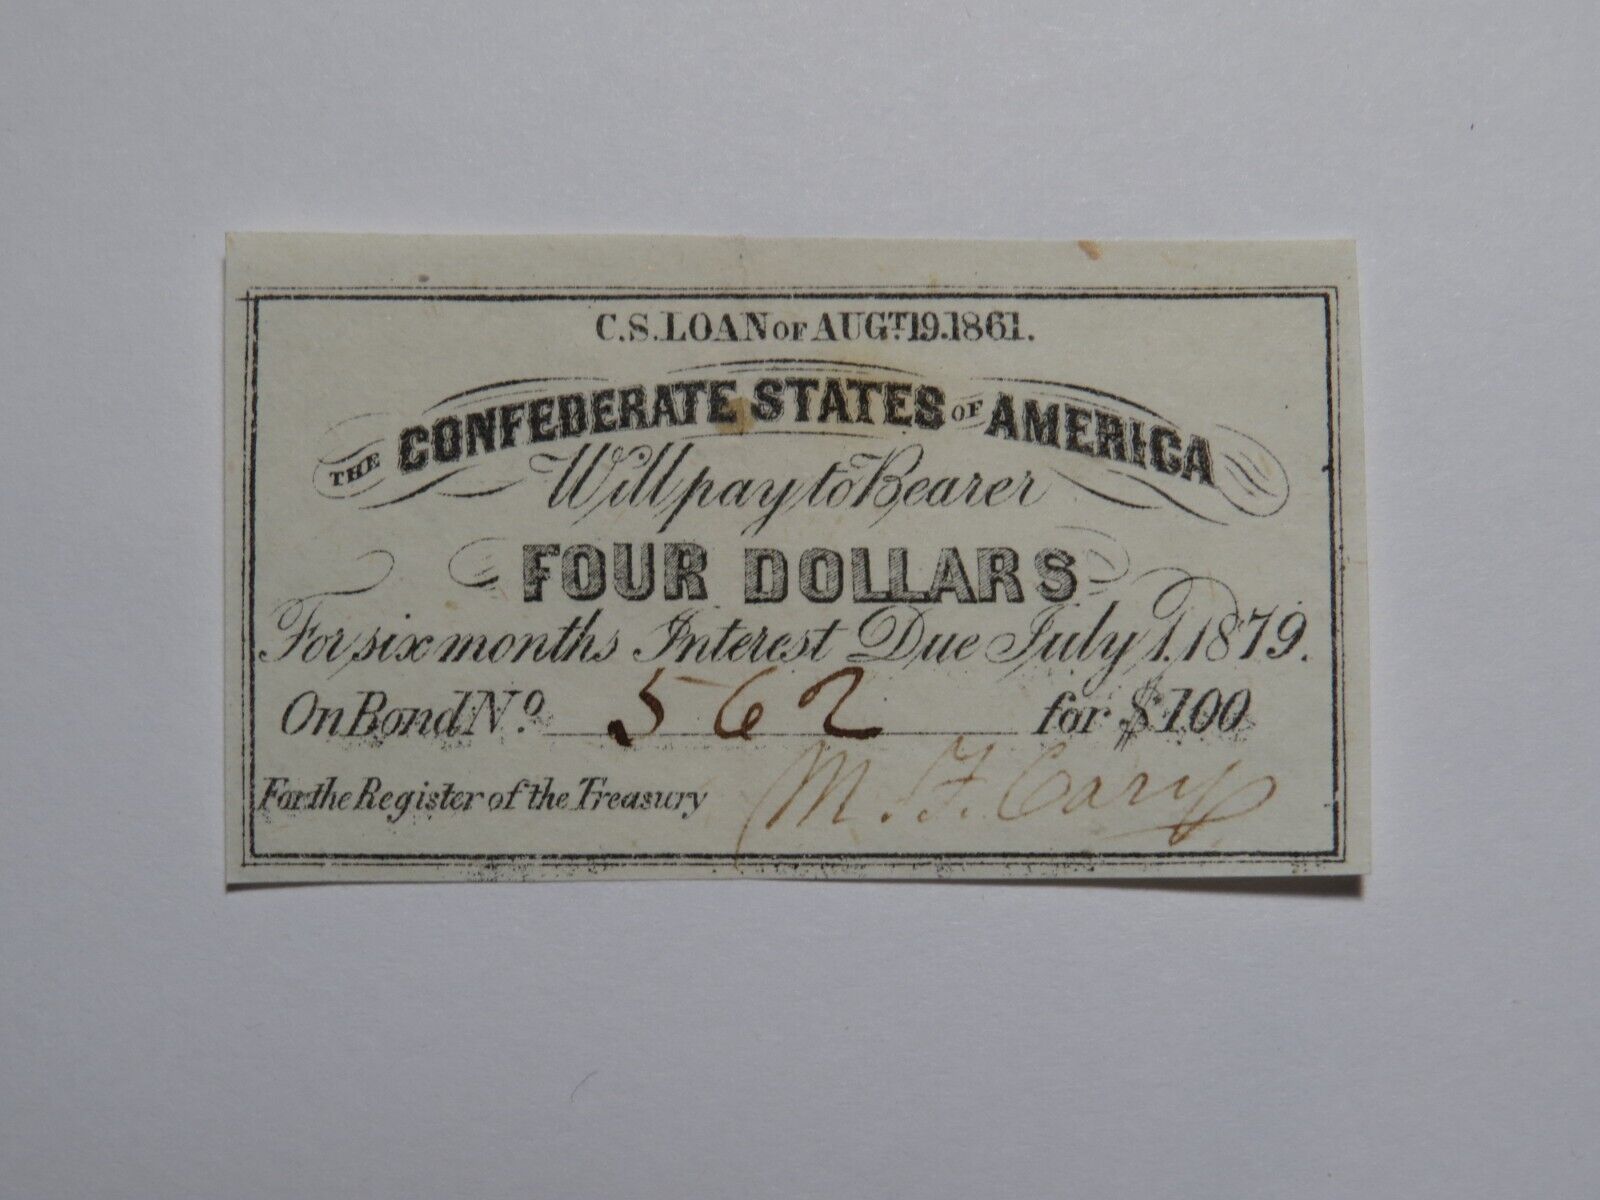 C.S. LOAN OF AUGT. 19. 1861.
THE CONFEDERATE STATES OF AMERICA
Will pay to Bearer
FOUR DOLLARS
For six months Interest Due July 1. 1879.
On Bond No. 562 for $100
For the Register of the Treasury M. F. Cary